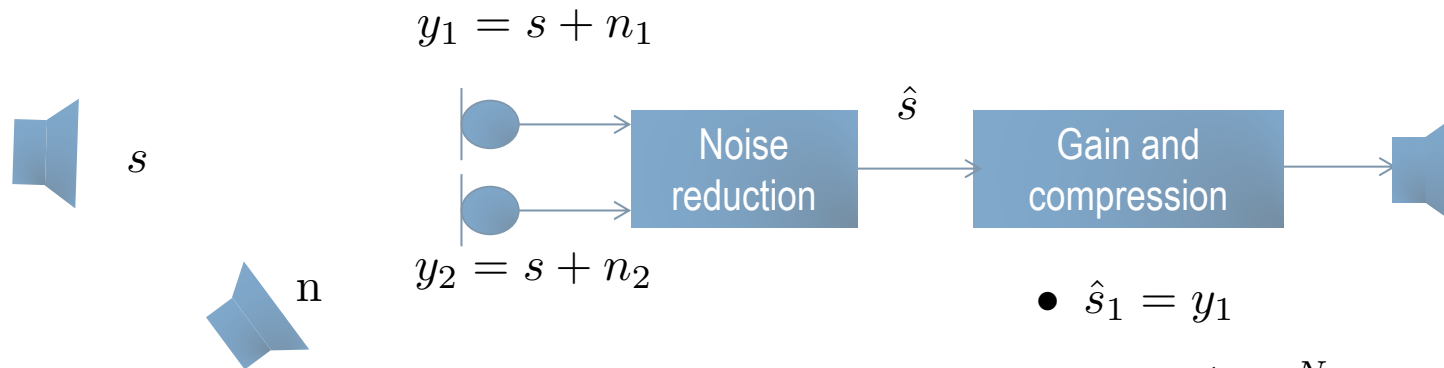 y₁ = s + n₁
s
Noise
reduction
ŝ
Gain and
compression
n
y₂ = s + n₂
• ŝ₁ = y₁
N